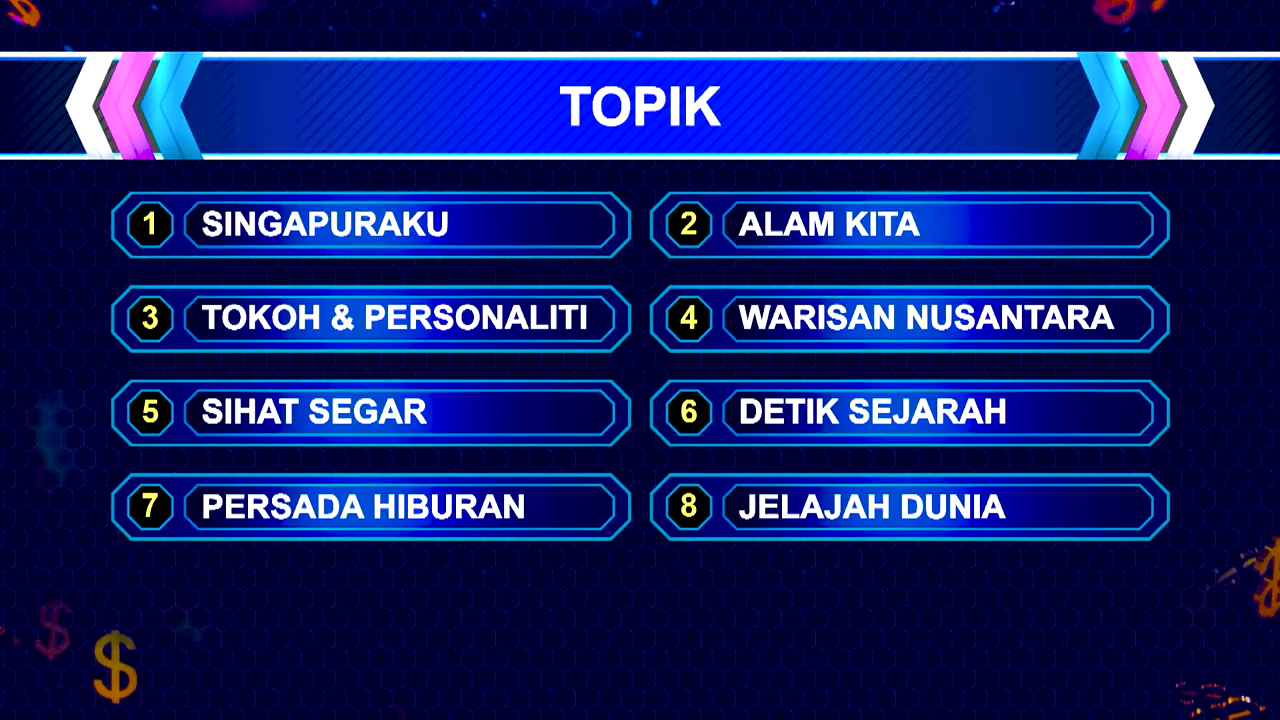 TOPIK
1 SINGAPURAKU
2 ALAM KITA
3 TOKOH & PERSONALITI
4 WARISAN NUSANTARA
5 SIHAT SEGAR
6 DETIK SEJARAH
7 PERSADA HIBURAN
8 JELAJAH DUNIA